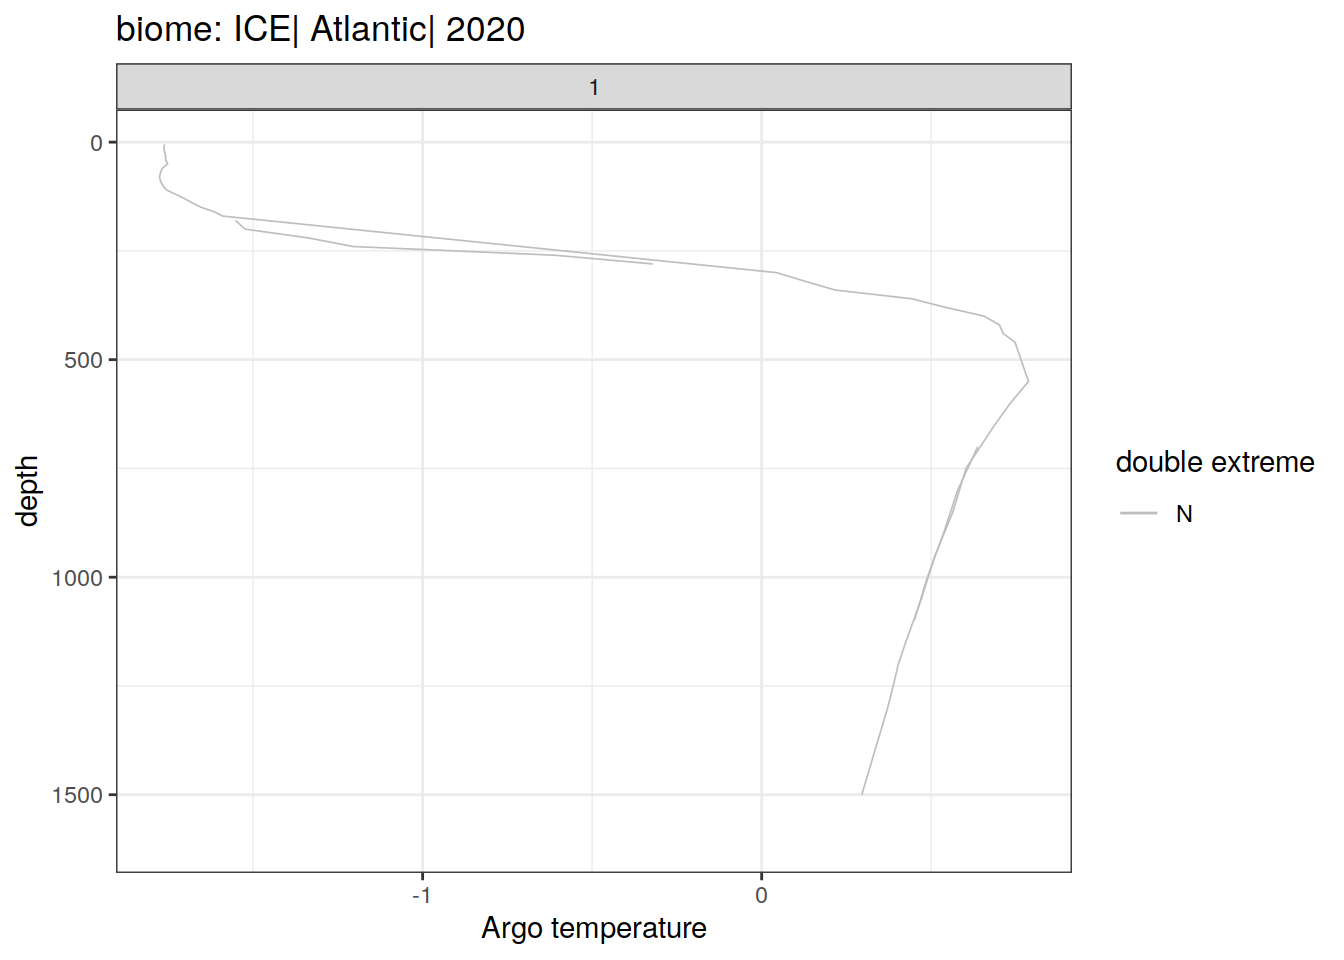 biome: ICE| Atlantic| 2020
1
0
500
1000
1500
depth
-1
0
Argo temperature
double extreme
N